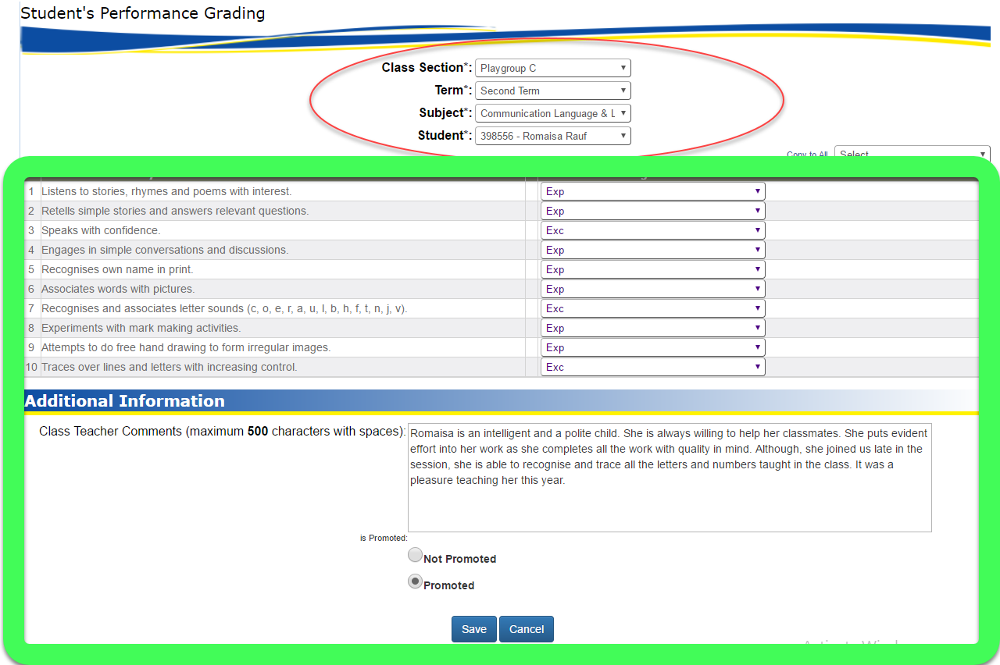 Student's Performance Grading
Class Section*: Playgroup C
Term*: Second Term
Subject*: Communication Language & L
Student*: 398556 - Romaisa Rauf
Copy to All Select
1 Listens to stories, rhymes and poems with interest. Exp
2 Retells simple stories and answers relevant questions. Exp
3 Speaks with confidence. Exc
4 Engages in simple conversations and discussions. Exp
5 Recognises own name in print. Exp
6 Associates words with pictures. Exp
7 Recognises and associates letter sounds (c, o, e, r, a, u, l, b, h, f, t, n, j, v). Exc
8 Experiments with mark making activities. Exp
9 Attempts to do free hand drawing to form irregular images. Exp
10 Traces over lines and letters with increasing control. Exc
Additional Information
Class Teacher Comments (maximum 500 characters with spaces): Romaisa is an intelligent and a polite child. She is always willing to help her classmates. She puts evident
effort into her work as she completes all the work with quality in mind. Although, she joined us late in the
session, she is able to recognise and trace all the letters and numbers taught in the class. It was a
pleasure teaching her this year.
is Promoted:
Not Promoted
Promoted
Save Cancel